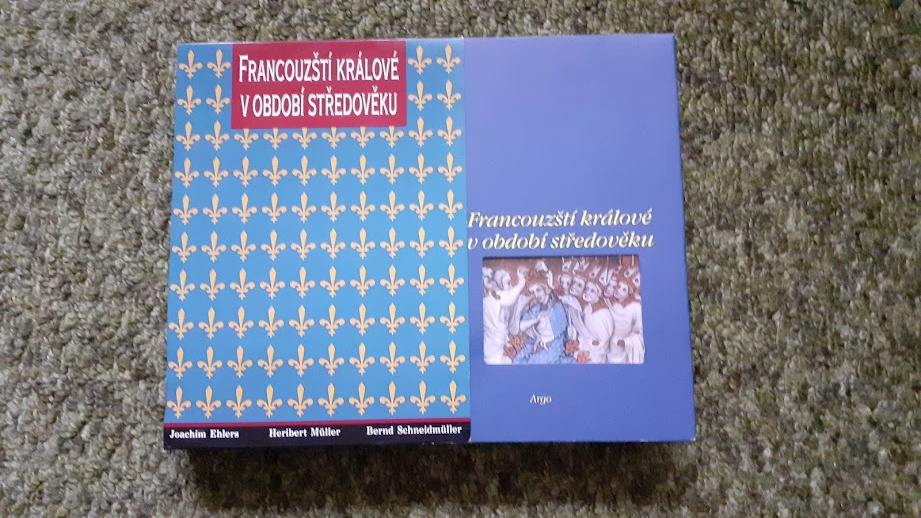 FRANCOUZŠTÍ KRÁLOVÉ
V OBDOBÍ STŘEDOVĚKU
Joachim Ehlers Heribert Müller Bernd Schneidmüller
Francouzští králové
v období středověku
Argo